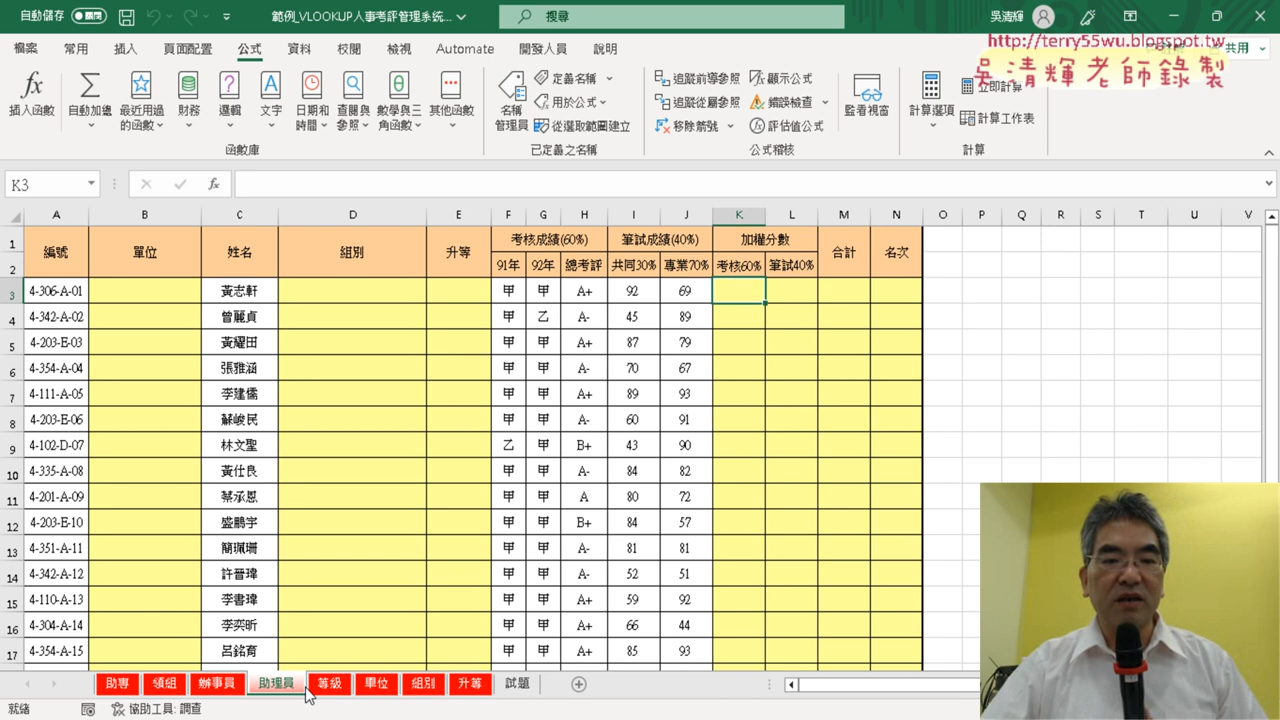 自動儲存 範例_VLOOKUP人事考評管理系統... 搜尋 吳清輝
http://terry55wu.blogspot.tw
吳清輝老師錄製
檔案 常用 插入 頁面配置 公式 資料 校閱 檢視 Automate 開發人員 說明 共用
插入函數 自動加總 最近用過的函數 財務 邏輯 文字 日期和時間 查閱與參照 數學與三角函數 其他函數
名稱管理員 定義名稱 用於公式 從選取範圍建立
追蹤前導參照 追蹤從屬參照 移除箭號 顯示公式 錯誤檢查 評估值公式
監看視窗 計算選項 立即計算 計算工作表
函數庫 已定義之名稱 公式稽核 計算
K3 fx
A B C D E F G H I J K L M N O P Q R S T U V
1 編號 單位 姓名 組別 升等 考核成績(60%) 筆試成績(40%) 加權分數 合計 名次
2 91年 92年 總考評 共同30% 專業70% 考核60% 筆試40%
3 4-306-A-01 黃志軒 甲 甲 A+ 92 69
4 4-342-A-02 曾麗貞 甲 乙 A- 45 89
5 4-203-E-03 黃耀田 甲 甲 A+ 87 79
6 4-354-A-04 張雅涵 甲 甲 A- 70 67
7 4-111-A-05 李建儒 甲 甲 A+ 89 93
8 4-203-E-06 蘇峻民 甲 甲 A- 60 91
9 4-102-D-07 林文聖 乙 甲 B+ 43 90
10 4-335-A-08 黃仕良 甲 甲 A- 84 82
11 4-201-A-09 蔡承恩 甲 甲 A 80 72
12 4-203-E-10 盛鵬宇 甲 甲 B+ 84 57
13 4-351-A-11 簡珮珊 甲 甲 A- 81 81
14 4-342-A-12 許晉瑋 甲 甲 A- 52 51
15 4-110-A-13 李書瑋 甲 甲 A+ 59 92
16 4-304-A-14 李奕昕 甲 甲 A+ 66 44
17 4-354-A-15 呂銘育 甲 甲 A+ 85 93
助專 領組 辦事員 助理員 等級 單位 組別 升等 試題
就緒 協助工具: 調查